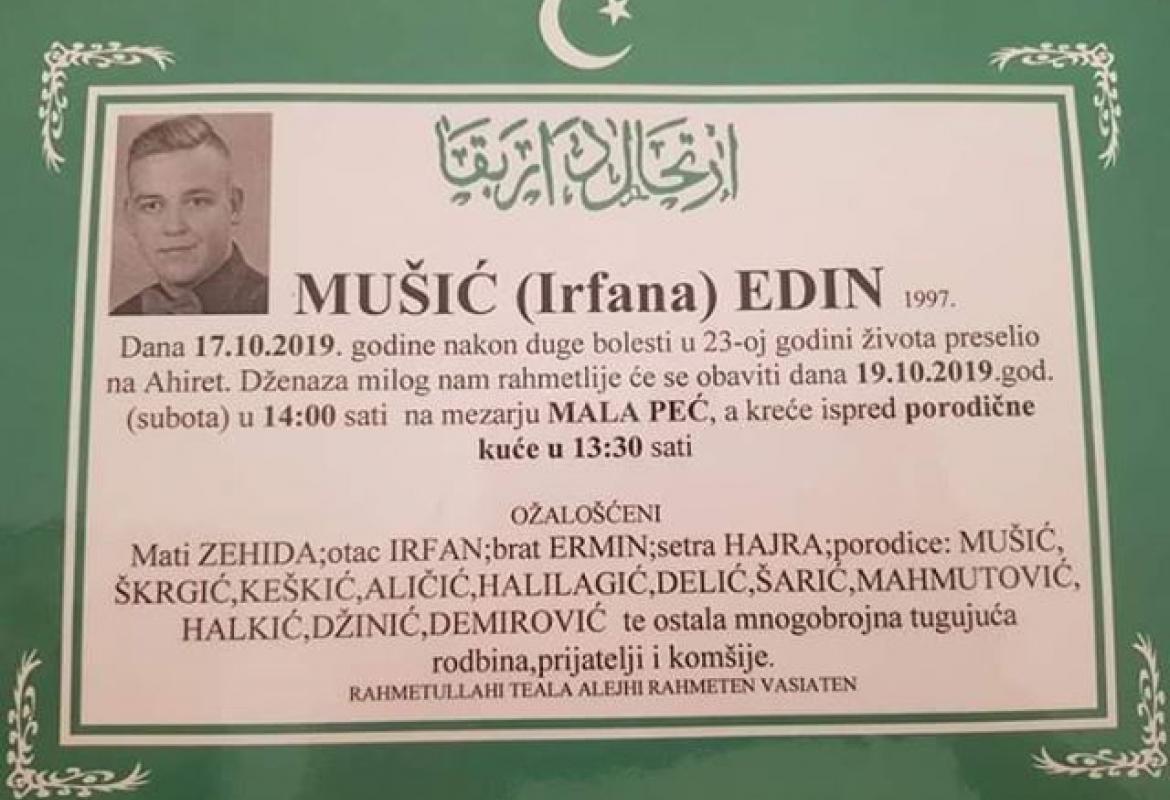 ارتحال دار بقا
MUŠIĆ (Irfana) EDIN 1997.
Dana 17.10.2019. godine nakon duge bolesti u 23-oj godini života preselio
na Ahiret. Dženaza milog nam rahmetlije će se obaviti dana 19.10.2019.god.
(subota) u 14:00 sati na mezarju MALA PEĆ, a kreće ispred porodične
kuće u 13:30 sati
OŽALOŠĆENI
Mati ZEHIDA;otac IRFAN;brat ERMIN;setra HAJRA;porodice: MUŠIĆ,
ŠKRGIĆ,KEŠKIĆ,ALIČIĆ,HALILAGIĆ,DELIĆ,ŠARIĆ,MAHMUTOVIĆ,
HALKIĆ,DŽINIĆ,DEMIROVIĆ te ostala mnogobrojna tugujuća
rodbina,prijatelji i komšije.
RAHMETULLAHI TEALA ALEJHI RAHMETEN VASIATEN